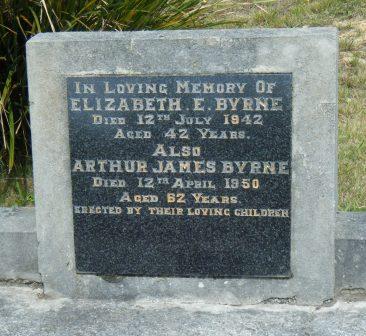 In Loving Memory Of
ELIZABETH. E. BYRNE
Died 12th July 1942
Aged 42 Years.
Also
ARTHUR JAMES BYRNE
Died 12th April 1950
Aged 62 Years.
Erected by their loving children